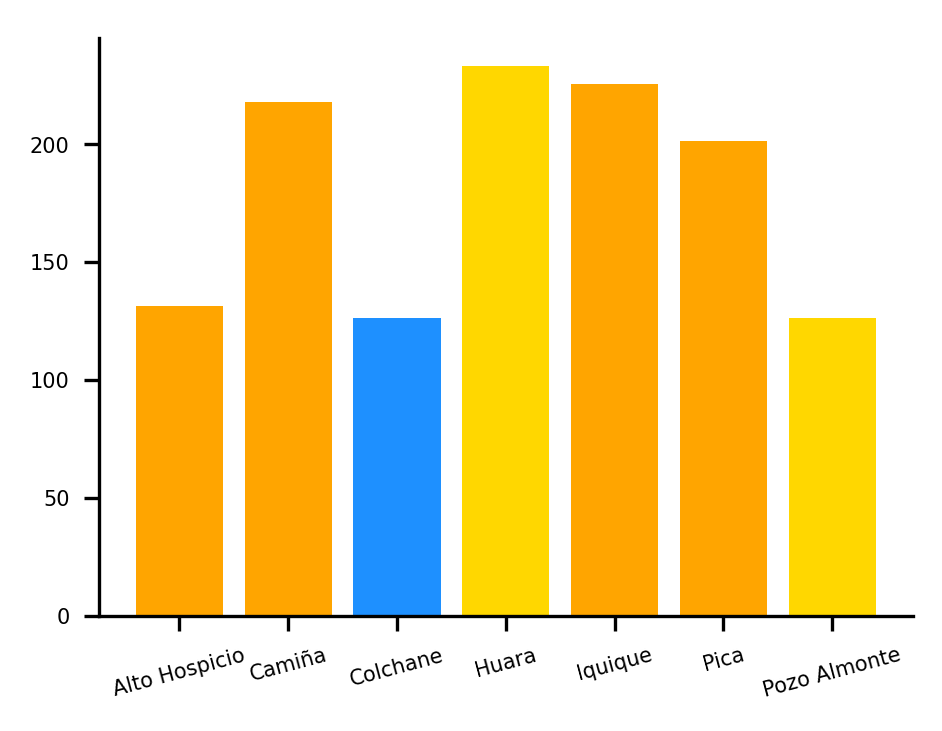 200
150
100
50
0
Alto Hospicio
Camiña
Colchane
Huara
Iquique
Pica
Pozo Almonte